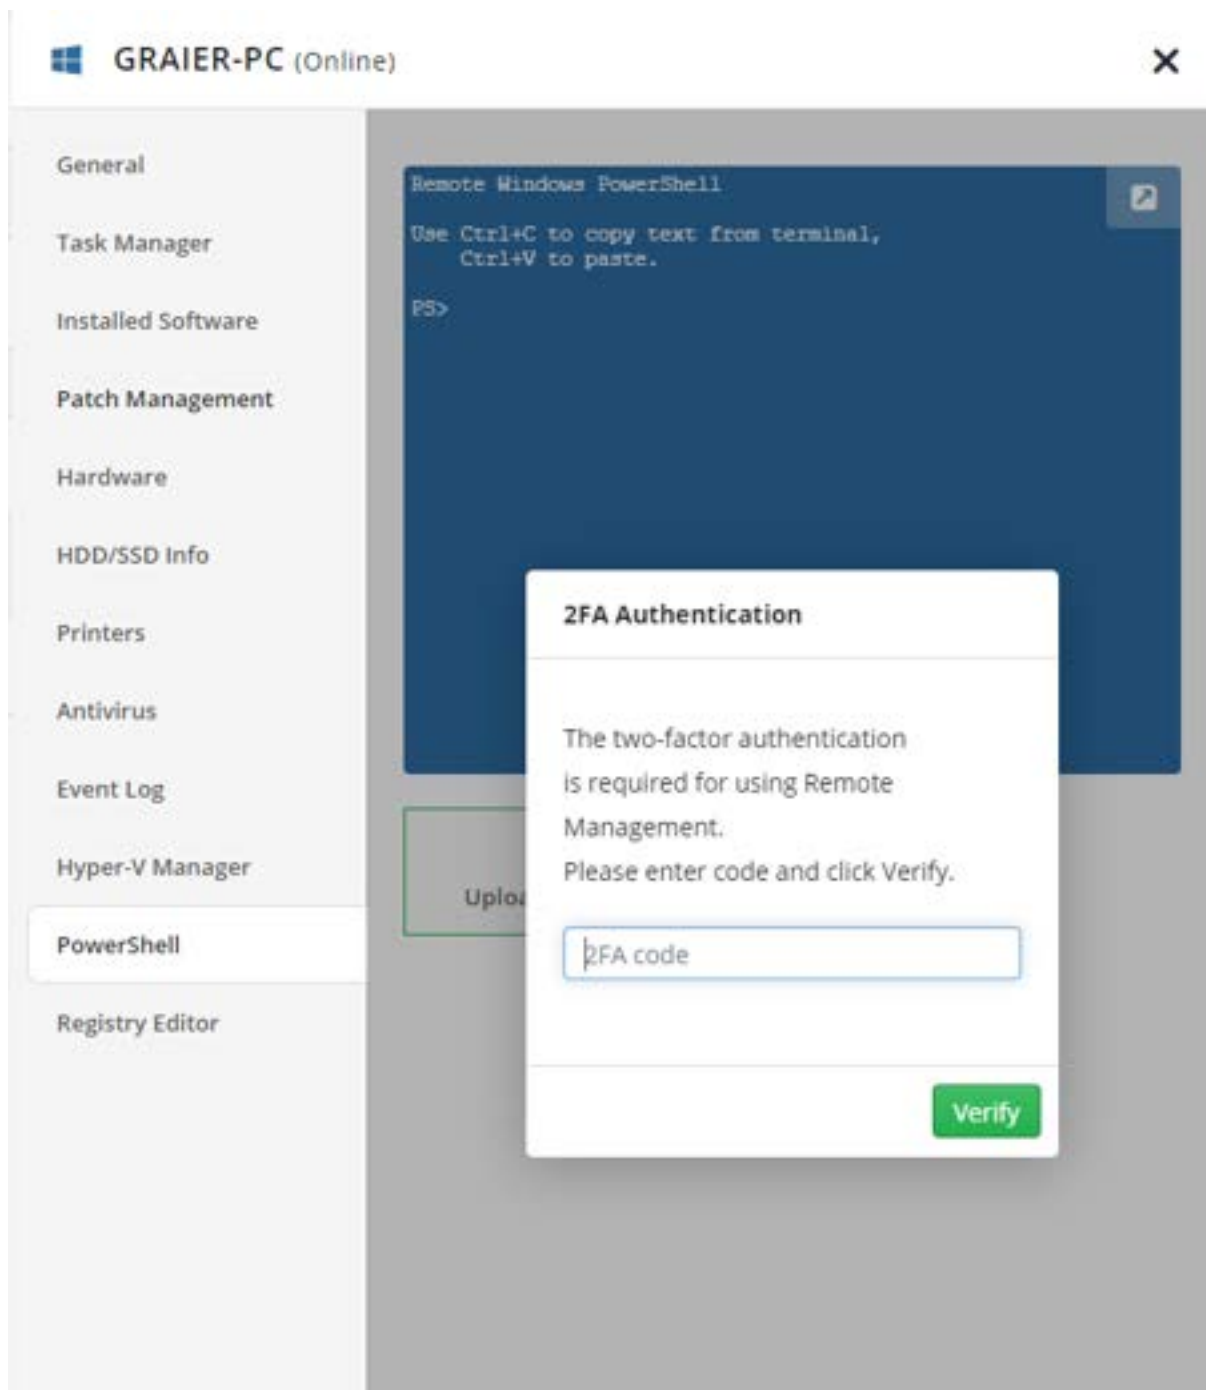 GRAIER-PC (Online)
General
Task Manager
Installed Software
Patch Management
Hardware
HDD/SSD Info
Printers
Antivirus
Event Log
Hyper-V Manager
PowerShell
Registry Editor
Remote Windows PowerShell
Use Ctrl+C to copy text from terminal,
Ctrl+V to paste.
PS>
2FA Authentication
The two-factor authentication
is required for using Remote
Management.
Please enter code and click Verify.
2FA code
Verify